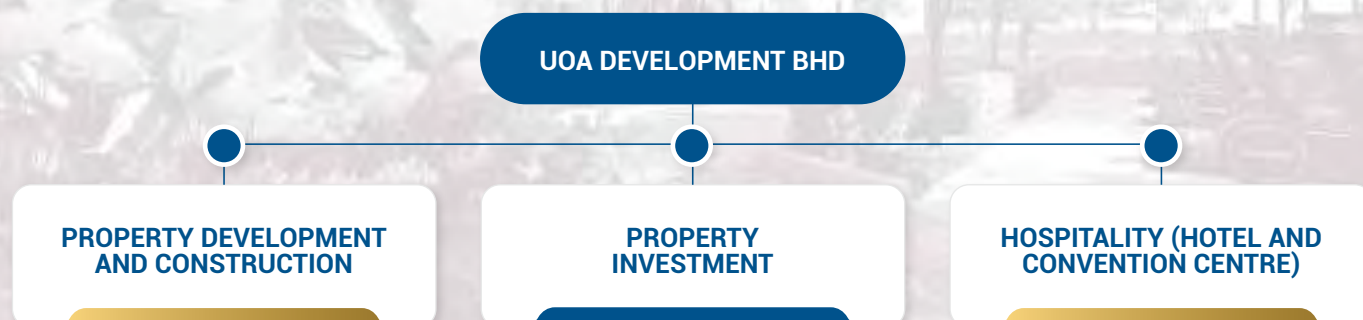 UOA DEVELOPMENT BHD
PROPERTY DEVELOPMENT
AND CONSTRUCTION
PROPERTY
INVESTMENT
HOSPITALITY (HOTEL AND
CONVENTION CENTRE)